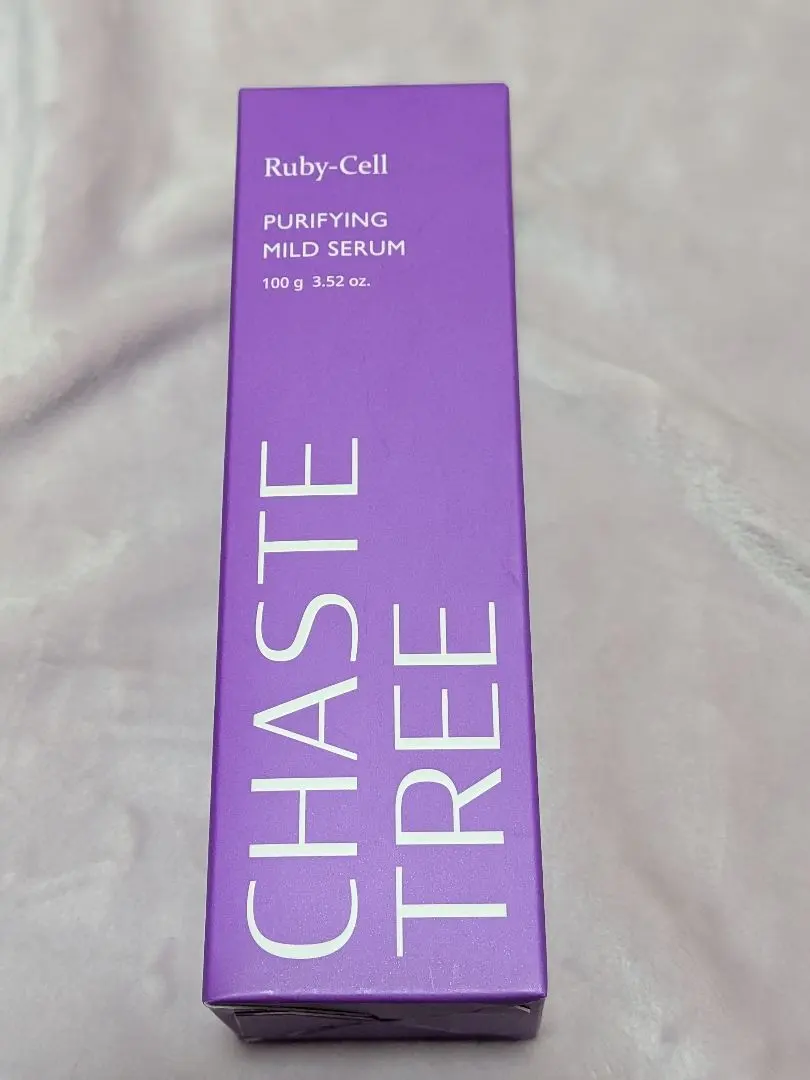 Ruby-Cell
PURIFYING
MILD SERUM
100 g 3.52 oz.
CHASTE
TREE